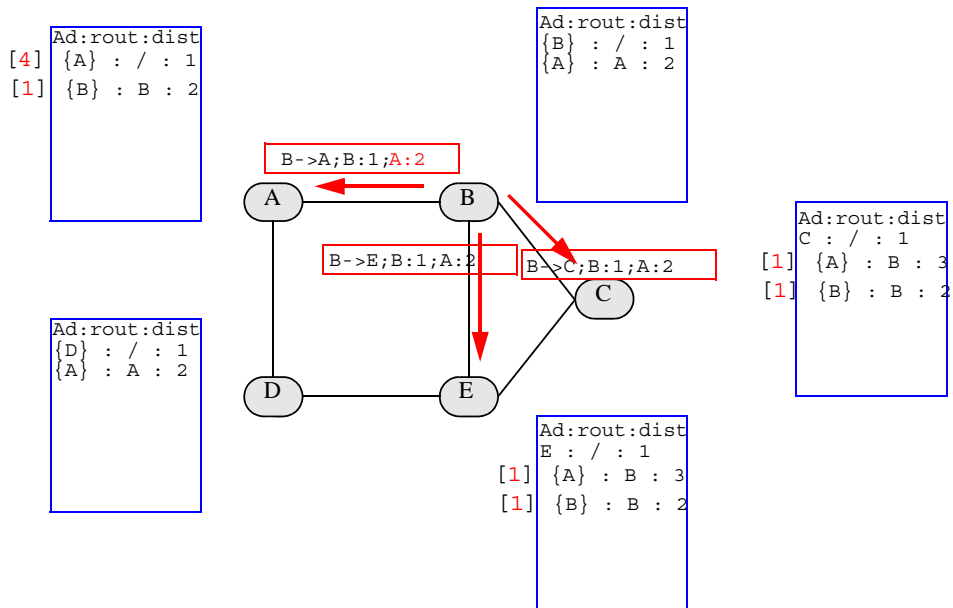 Ad:rout:dist
[4] {A} : / : 1
[1] {B} : B : 2
Ad:rout:dist
{B} : / : 1
{A} : A : 2
B->A;B:1;A:2
A
B
B->E;B:1;A:2
B->C;B:1;A:2
C
Ad:rout:dist
C : / : 1
[1] {A} : B : 3
[1] {B} : B : 2
Ad:rout:dist
{D} : / : 1
{A} : A : 2
D
E
Ad:rout:dist
E : / : 1
[1] {A} : B : 3
[1] {B} : B : 2